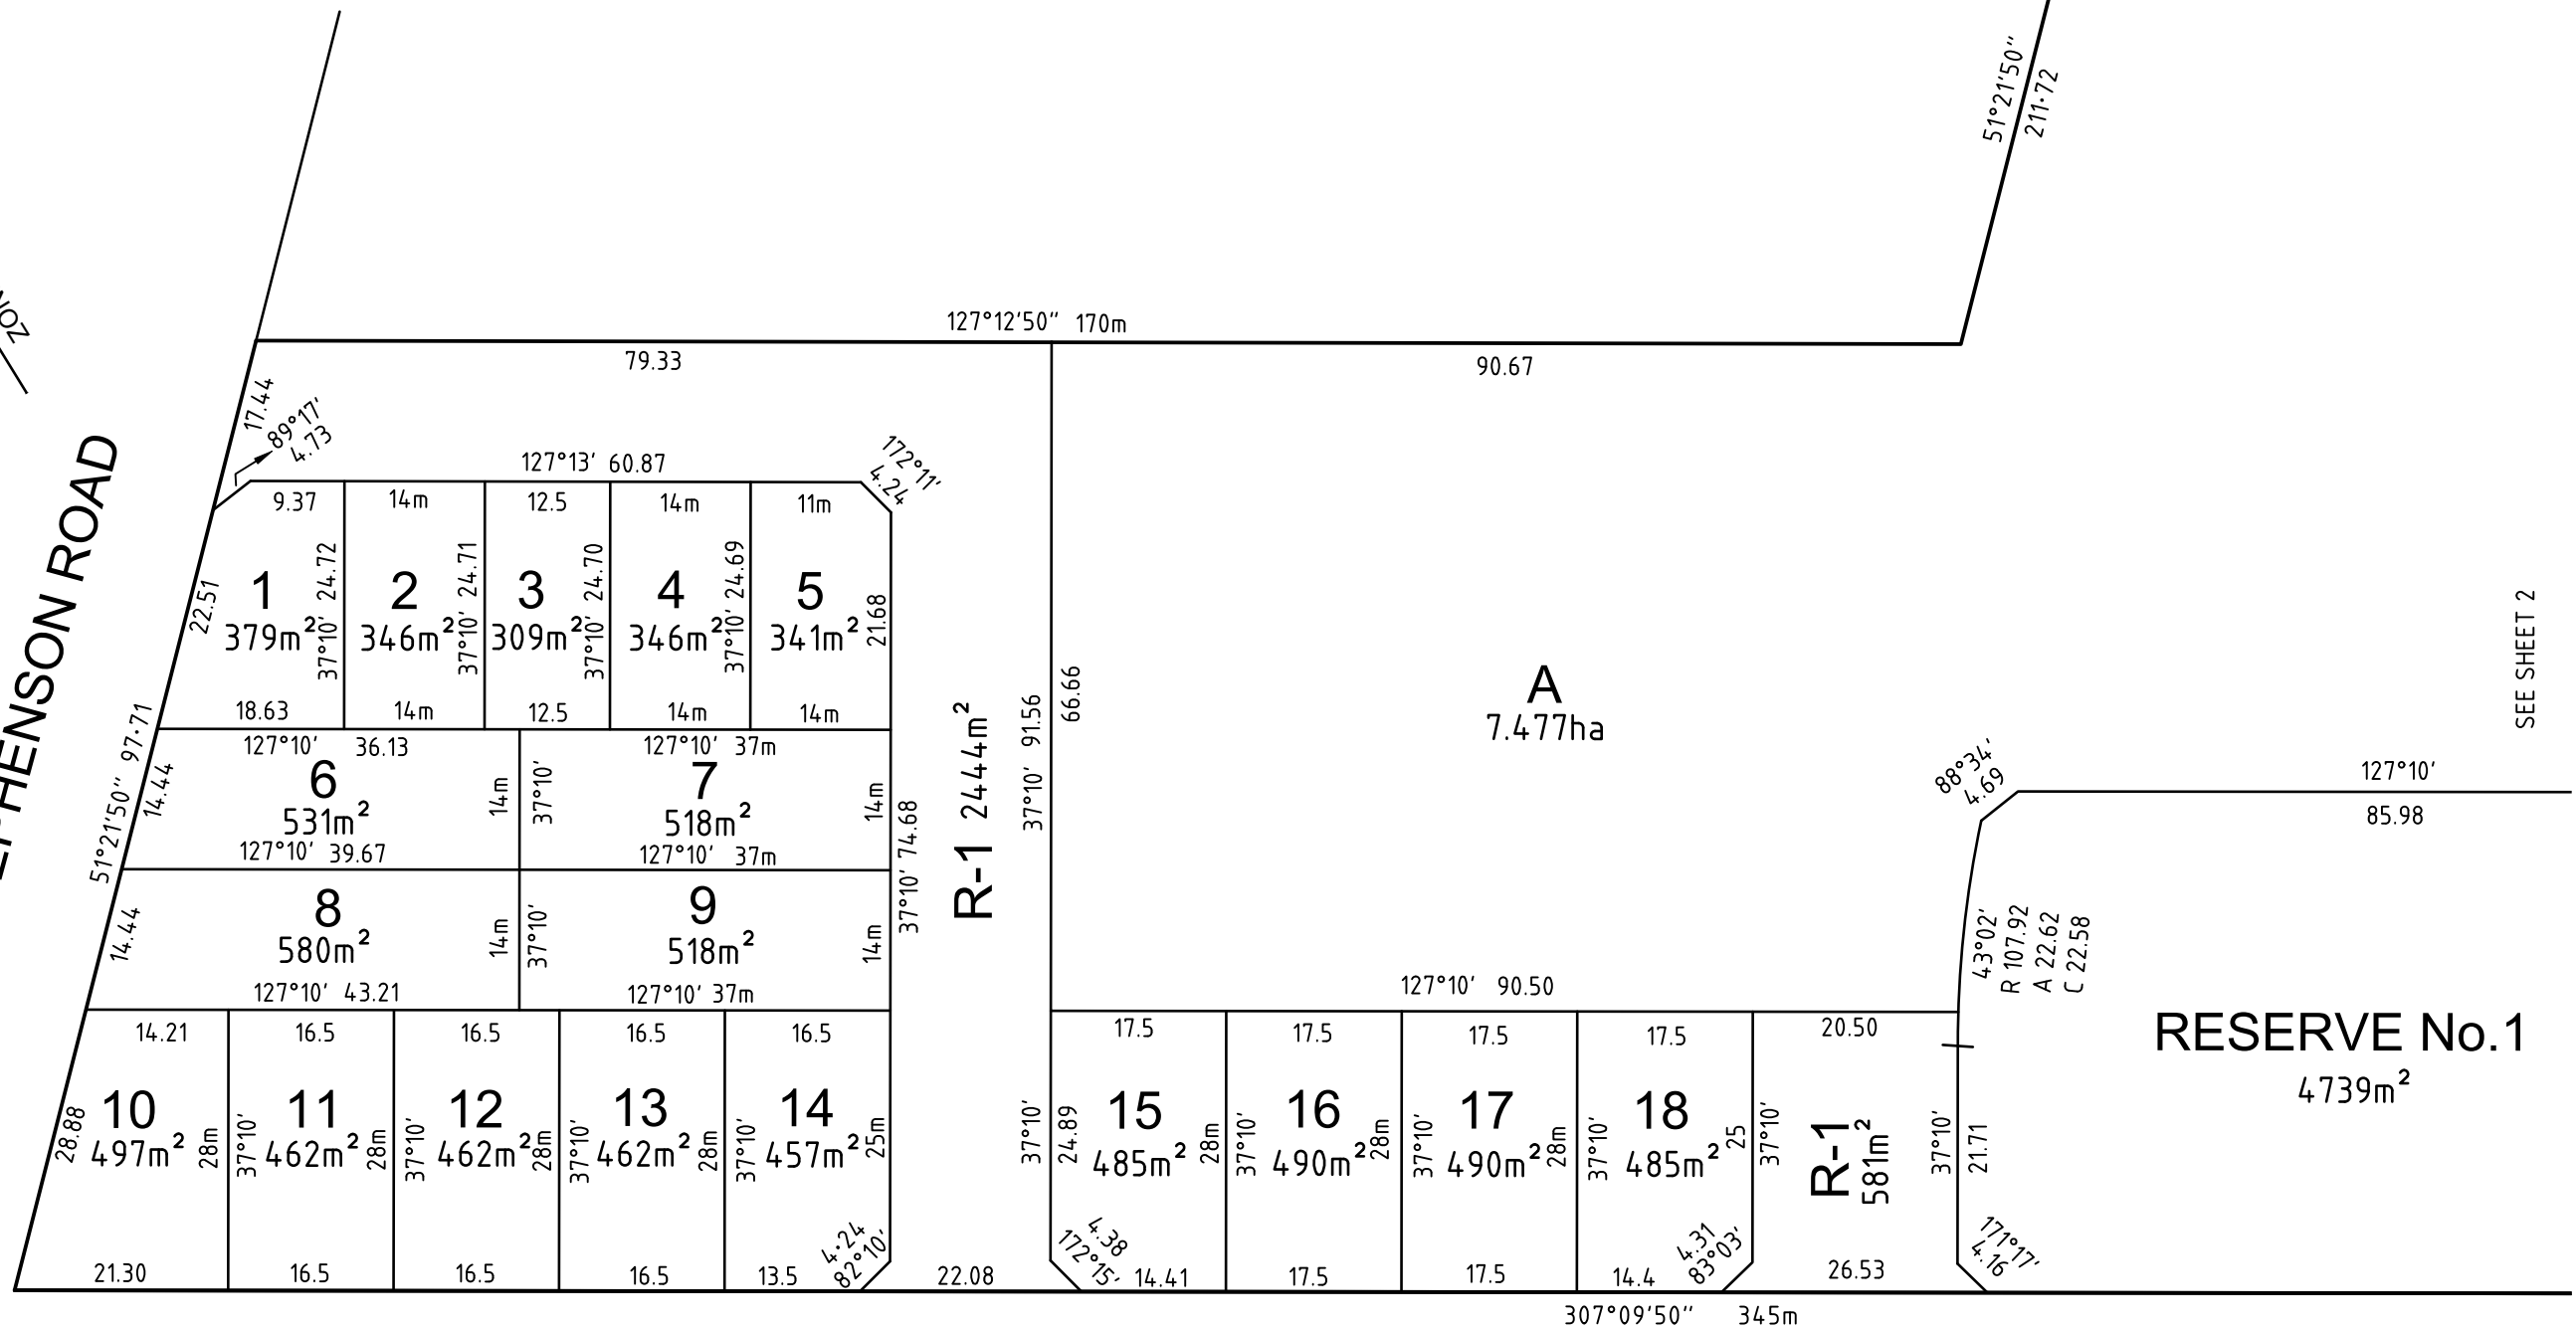 51°21'50"
211·72
127°12'50" 170m
79.33
90.67
17.44
89°17'
4.73
127°13' 60.87
172°11'
4.24
9.37
14m
12.5
14m
11m
22.51
1
379m²
37°10' 24.72
2
346m²
37°10' 24.71
3
309m²
37°10' 24.70
4
346m²
37°10' 24.69
5
341m²
21.68
18.63
14m
12.5
14m
14m
ROAD
51°21'50" 97·71
127°10' 36.13
6
531m²
14.44
14m
37°10'
127°10' 39.67
127°10' 37m
7
518m²
14m
127°10' 37m
8
580m²
14.44
14m
37°10'
127°10' 43.21
9
518m²
14m
127°10' 37m
37°10' 74.68
R-1 2444m²
37°10' 91.56
66.66
A
7.477ha
SEE SHEET 2
88°34'
4.69
127°10'
85.98
43°02'
R 107.92
A 22.62
C 22.58
127°10' 90.50
RESERVE No.1
4739m²
14.21
16.5
16.5
16.5
16.5
28.88
10
497m²
28m
37°10'
11
462m²
28m
37°10'
12
462m²
28m
37°10'
13
462m²
28m
37°10'
14
457m²
25m
21.30
16.5
16.5
16.5
13.5
4·24
82°10'
22.08
17.5
17.5
17.5
17.5
20.50
37°10'
24.89
15
485m²
28m
37°10'
16
490m²
28m
37°10'
17
490m²
28m
37°10'
18
485m²
25
37°10'
R-1
581m²
37°10'
21.71
4.38
172°15'
14.41
17.5
17.5
14.4
4.31
83°03'
26.53
171°17'
4.16
307°09'50" 345m